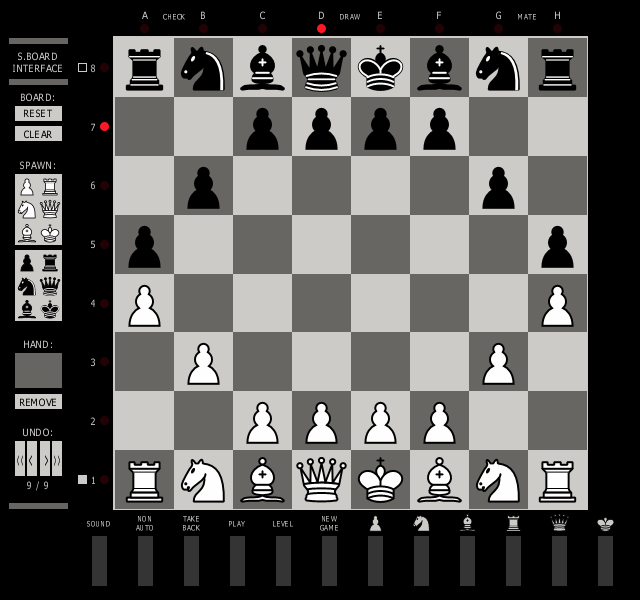 A CHECK B C D DRAW E F G MATE H
S.BOARD
INTERFACE
BOARD:
RESET
CLEAR
SPAWN:
HAND:
REMOVE
UNDO:
⟨⟨ ⟨ ⟩ ⟩⟩
9 / 9
8
7
6
5
4
3
2
1
SOUND
NON
AUTO
TAKE
BACK
PLAY
LEVEL
NEW
GAME